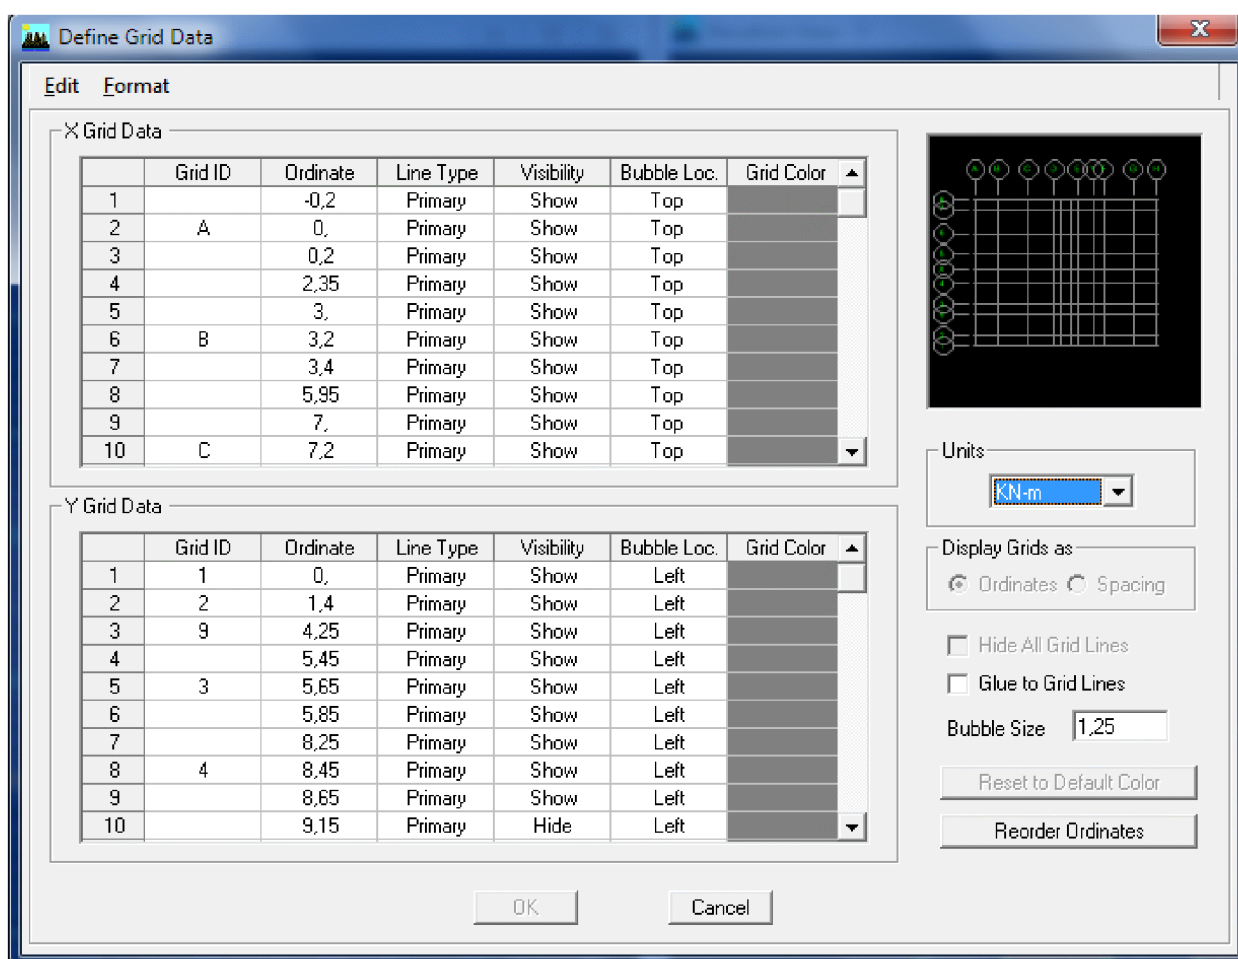 Define Grid Data
Edit Format
X Grid Data
Grid ID Ordinate Line Type Visibility Bubble Loc. Grid Color
1 -0,2 Primary Show Top
2 A 0, Primary Show Top
3 0,2 Primary Show Top
4 2,35 Primary Show Top
5 3, Primary Show Top
6 B 3,2 Primary Show Top
7 3,4 Primary Show Top
8 5,95 Primary Show Top
9 7, Primary Show Top
10 C 7,2 Primary Show Top
Units
KN-m
Y Grid Data
Grid ID Ordinate Line Type Visibility Bubble Loc. Grid Color
1 1 0, Primary Show Left
2 2 1,4 Primary Show Left
3 9 4,25 Primary Show Left
4 5,45 Primary Show Left
5 3 5,65 Primary Show Left
6 5,85 Primary Show Left
7 8,25 Primary Show Left
8 4 8,45 Primary Show Left
9 8,65 Primary Show Left
10 9,15 Primary Hide Left
Display Grids as
Ordinates Spacing
Hide All Grid Lines
Glue to Grid Lines
Bubble Size 1,25
Reset to Default Color
Reorder Ordinates
OK Cancel